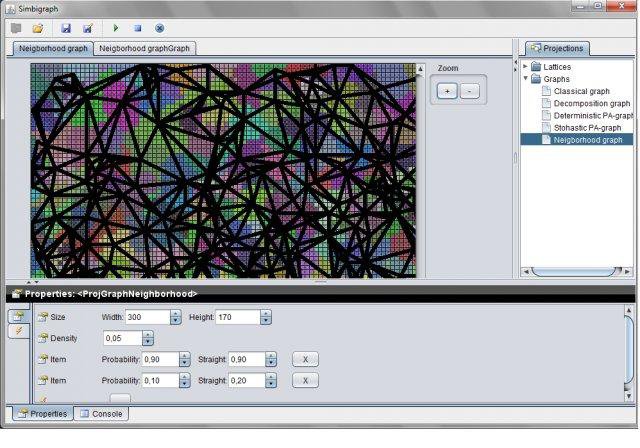 Simbigraph
Neigborhood graph
Neigborhood graphGraph
Zoom
+ -
Projections
Lattices
Graphs
Classical graph
Decomposition graph
Deterministic PA-graph
Stohastic PA-graph
Neigborhood graph
Properties: <ProjGraphNeighborhood>
Size Width: 300 Height: 170
Density 0,05
Item Probability: 0,90 Straight: 0,90 X
Item Probability: 0,10 Straight: 0,20 X
Properties Console